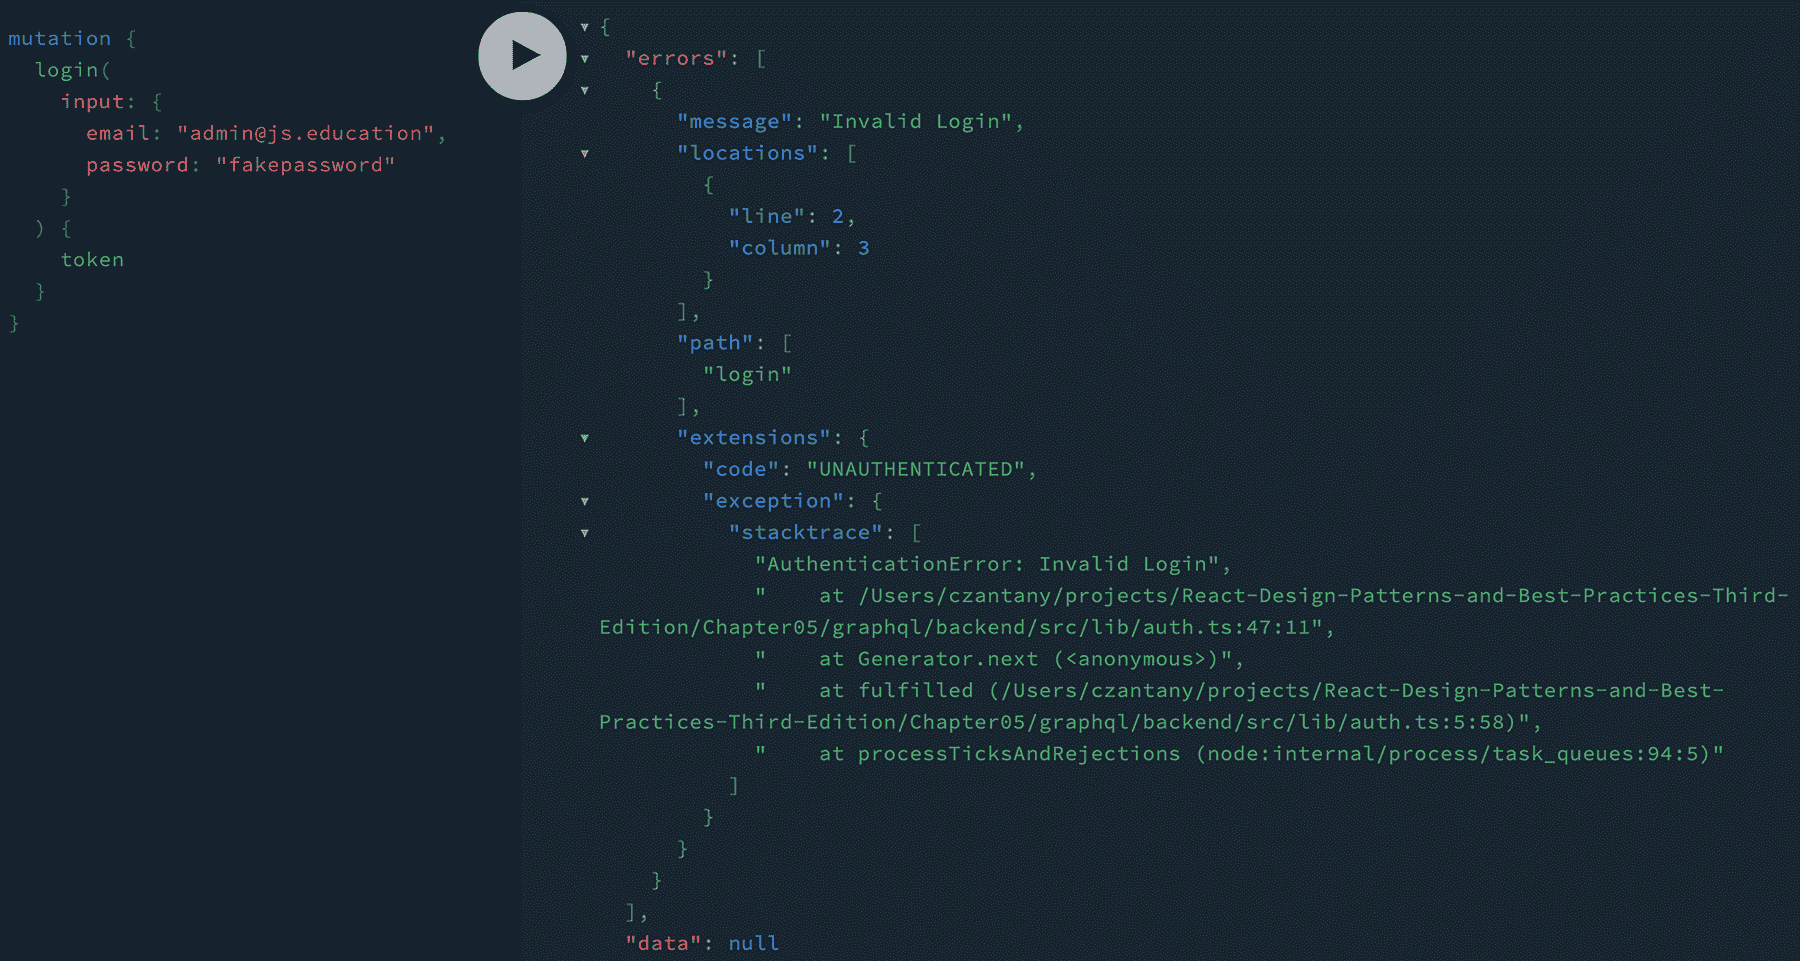 mutation {
  login(
    input: {
      email: "admin@js.education",
      password: "fakepassword"
    }
  ) {
    token
  }
}
{
  "errors": [
    {
      "message": "Invalid Login",
      "locations": [
        {
          "line": 2,
          "column": 3
        }
      ],
      "path": [
        "login"
      ],
      "extensions": {
        "code": "UNAUTHENTICATED",
        "exception": {
          "stacktrace": [
            "AuthenticationError: Invalid Login",
            "    at /Users/czantany/projects/React-Design-Patterns-and-Best-Practices-Third-
Edition/Chapter05/graphql/backend/src/lib/auth.ts:47:11",
            "    at Generator.next (<anonymous>)",
            "    at fulfilled (/Users/czantany/projects/React-Design-Patterns-and-Best-
Practices-Third-Edition/Chapter05/graphql/backend/src/lib/auth.ts:5:58)",
            "    at processTicksAndRejections (node:internal/process/task_queues:94:5)"
          ]
        }
      }
    }
  ],
  "data": null